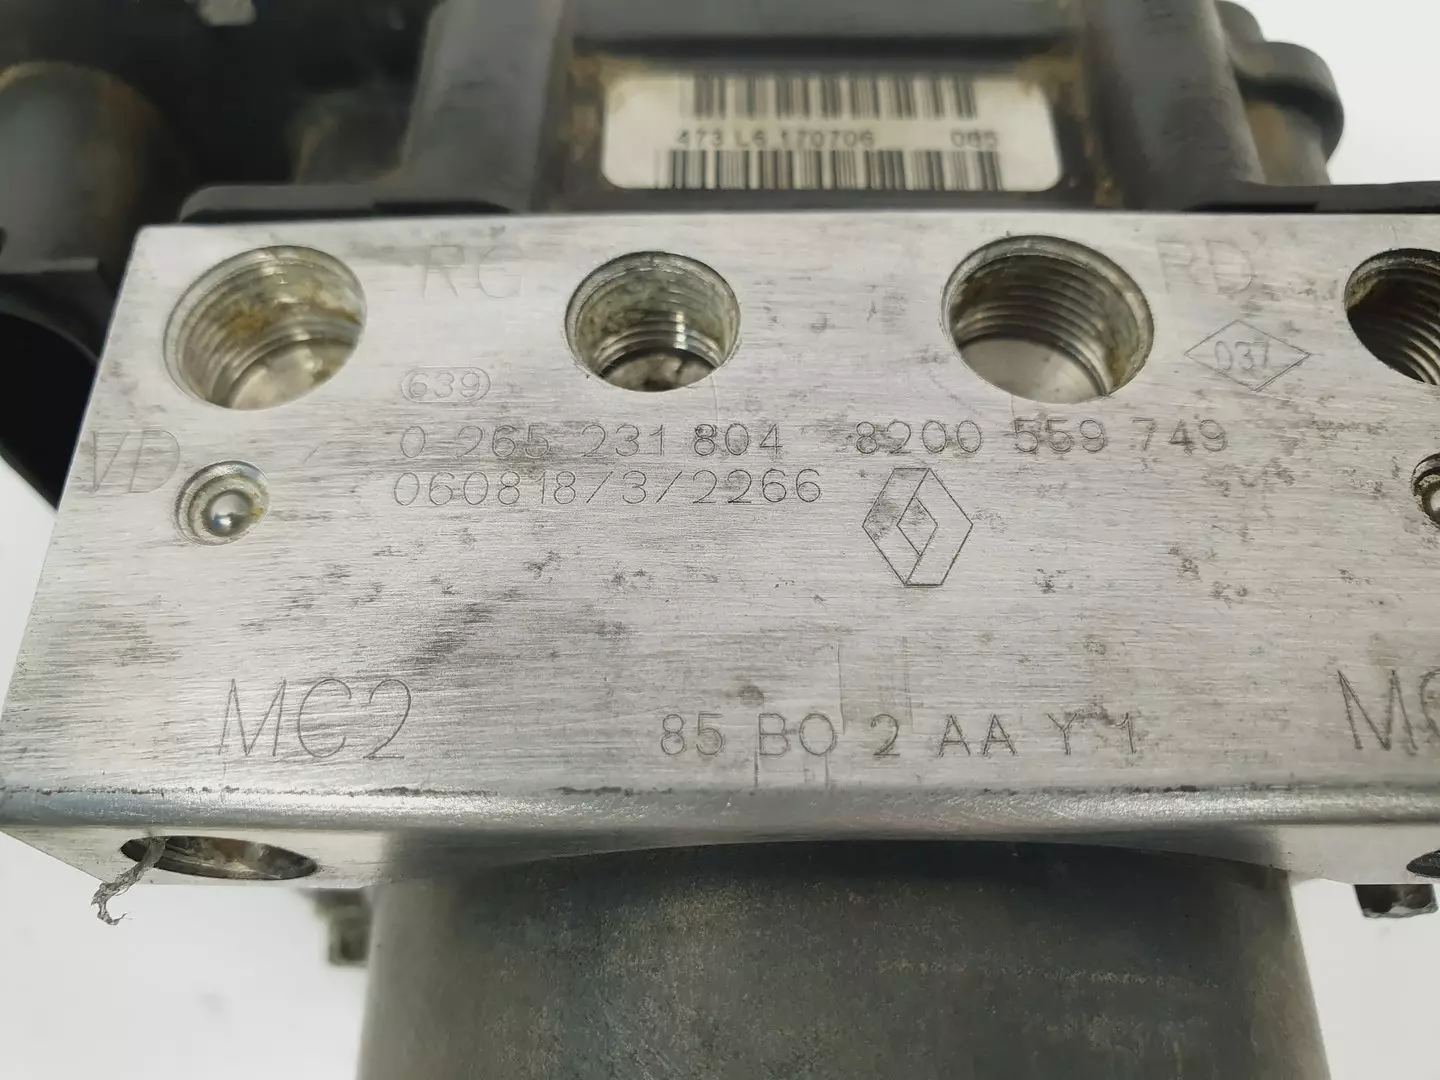 473 L6 170706 065
RG
RD
639
037
0 265 231 804 8200 559 749
VD
060818/3/2266
MC2
85 BO 2 AA Y 1